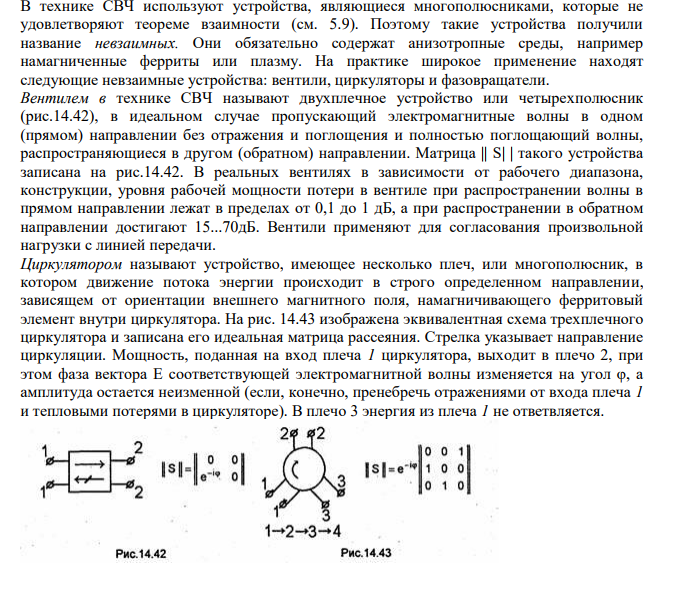 В технике СВЧ используют устройства, являющиеся многополюсниками, которые не
удовлетворяют теореме взаимности (см. 5.9). Поэтому такие устройства получили
название невзаимных. Они обязательно содержат анизотропные среды, например
намагниченные ферриты или плазму. На практике широкое применение находят
следующие невзаимные устройства: вентили, циркуляторы и фазовращатели.
Вентилем в технике СВЧ называют двухплечное устройство или четырехполюсник
(рис.14.42), в идеальном случае пропускающий электромагнитные волны в одном
(прямом) направлении без отражения и поглощения и полностью поглощающий волны,
распространяющиеся в другом (обратном) направлении. Матрица || S| | такого устройства
записана на рис.14.42. В реальных вентилях в зависимости от рабочего диапазона,
конструкции, уровня рабочей мощности потери в вентиле при распространении волны в
прямом направлении лежат в пределах от 0,1 до 1 дБ, а при распространении в обратном
направлении достигают 15...70дБ. Вентили применяют для согласования произвольной
нагрузки с линией передачи.
Циркулятором называют устройство, имеющее несколько плеч, или многополюсник, в
котором движение потока энергии происходит в строго определенном направлении,
зависящем от ориентации внешнего магнитного поля, намагничивающего ферритовый
элемент внутри циркулятора. На рис. 14.43 изображена эквивалентная схема трехплечного
циркулятора и записана его идеальная матрица рассеяния. Стрелка указывает направление
циркуляции. Мощность, поданная на вход плеча 1 циркулятора, выходит в плечо 2, при
этом фаза вектора Е соответствующей электромагнитной волны изменяется на угол φ, а
амплитуда остается неизменной (если, конечно, пренебречь отражениями от входа плеча 1
и тепловыми потерями в циркуляторе). В плечо 3 энергия из плеча 1 не ответвляется.
1 2
1 2
||S||=| 0 0 |
| e⁻ⁱᵠ 0 |
2 2
1 3
1 3
1→2→3→4
||S||=e⁻ⁱᵠ |0 0 1|
|1 0 0|
|0 1 0|
Рис.14.42
Рис.14.43